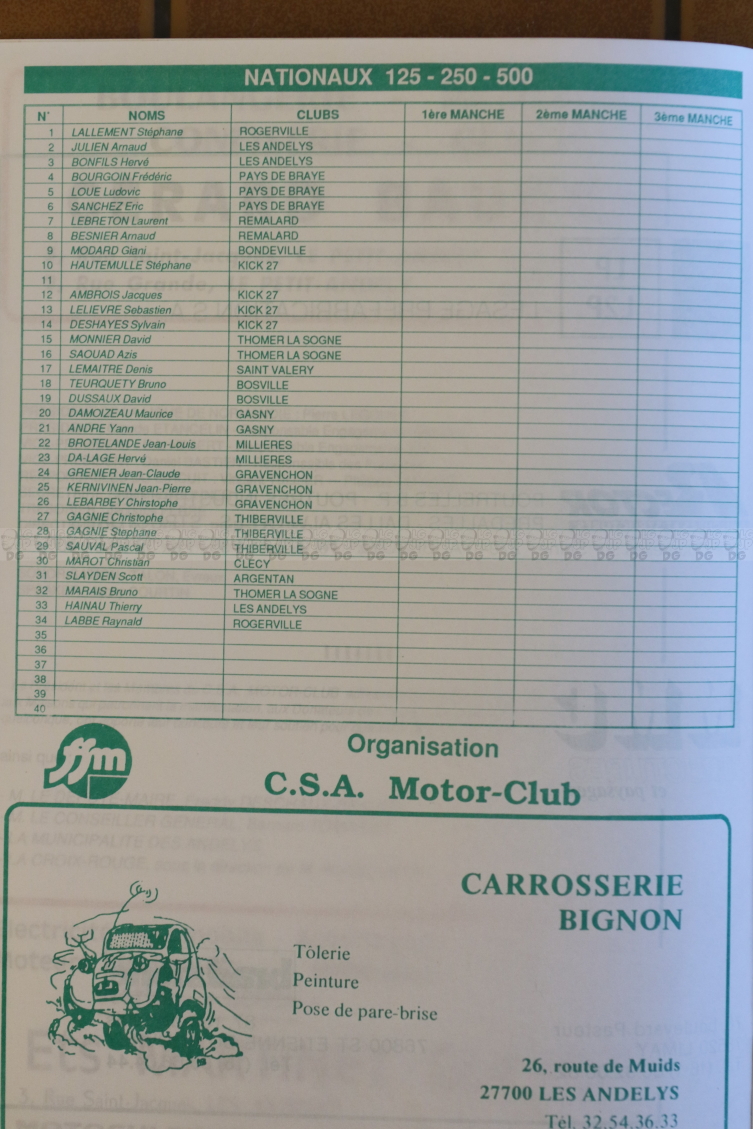 NATIONAUX 125 - 250 - 500
N° NOMS CLUBS 1ère MANCHE 2ème MANCHE 3ème MANCHE
1 LALLEMENT Stéphane ROGERVILLE
2 JULIEN Arnaud LES ANDELYS
3 BONFILS Hervé LES ANDELYS
4 BOURGOIN Frédéric PAYS DE BRAYE
5 LOUE Ludovic PAYS DE BRAYE
6 SANCHEZ Eric PAYS DE BRAYE
7 LEBRETON Laurent REMALARD
8 BESNIER Arnaud REMALARD
9 MODARD Giani BONDEVILLE
10 HAUTEMULLE Stéphane KICK 27
11
12 AMBROIS Jacques KICK 27
13 LELIEVRE Sebastien KICK 27
14 DESHAYES Sylvain KICK 27
15 MONNIER David THOMER LA SOGNE
16 SAOUAD Azis THOMER LA SOGNE
17 LEMAITRE Denis SAINT VALERY
18 TEURQUETY Bruno BOSVILLE
19 DUSSAUX David BOSVILLE
20 DAMOIZEAU Maurice GASNY
21 ANDRE Yann GASNY
22 BROTELANDE Jean-Louis MILLIERES
23 DA-LAGE Hervé MILLIERES
24 GRENIER Jean-Claude GRAVENCHON
25 KERNIVINEN Jean-Pierre GRAVENCHON
26 LEBARBEY Chirstophe GRAVENCHON
27 GAGNIE Christophe THIBERVILLE
28 GAGNIE Stephane THIBERVILLE
29 SAUVAL Pascal THIBERVILLE
30 MAROT Christian CLECY
31 SLAYDEN Scott ARGENTAN
32 MARAIS Bruno THOMER LA SOGNE
33 HAINAU Thierry LES ANDELYS
34 LABBE Raynald ROGERVILLE
35
36
37
38
39
40
ffm
Organisation
C.S.A. Motor-Club
CARROSSERIE
BIGNON
Tôlerie
Peinture
Pose de pare-brise
26, route de Muids
27700 LES ANDELYS
Tél. 32.54.36.33